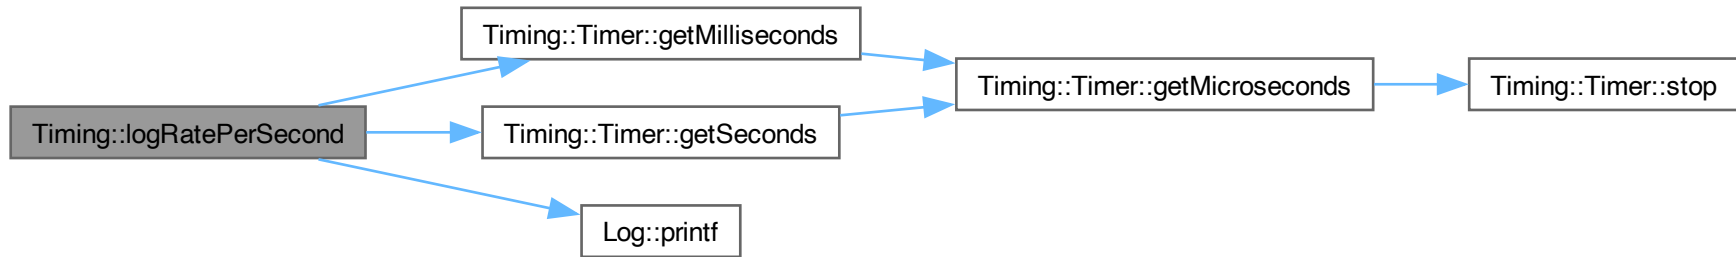 Timing::Timer::getMilliseconds
Timing::Timer::getMicroseconds
Timing::Timer::stop
Timing::logRatePerSecond
Timing::Timer::getSeconds
Log::printf